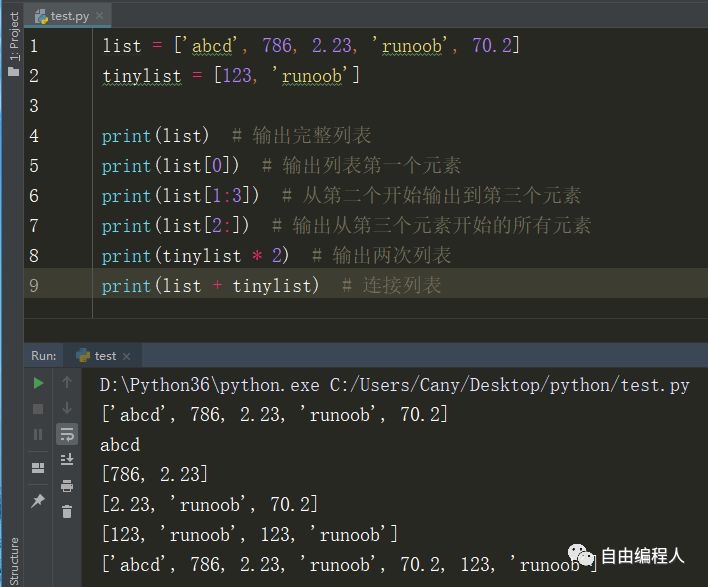 1: Project
test.py
1 list = ['abcd', 786, 2.23, 'runoob', 70.2]
2 tinylist = [123, 'runoob']
3
4 print(list) # 输出完整列表
5 print(list[0]) # 输出列表第一个元素
6 print(list[1:3]) # 从第二个开始输出到第三个元素
7 print(list[2:]) # 输出从第三个元素开始的所有元素
8 print(tinylist * 2) # 输出两次列表
9 print(list + tinylist) # 连接列表
Run: test
D:\Python36\python.exe C:/Users/Cany/Desktop/python/test.py
['abcd', 786, 2.23, 'runoob', 70.2]
abcd
[786, 2.23]
[2.23, 'runoob', 70.2]
[123, 'runoob', 123, 'runoob']
['abcd', 786, 2.23, 'runoob', 70.2, 123, 'runoob']
Structure
自由编程人